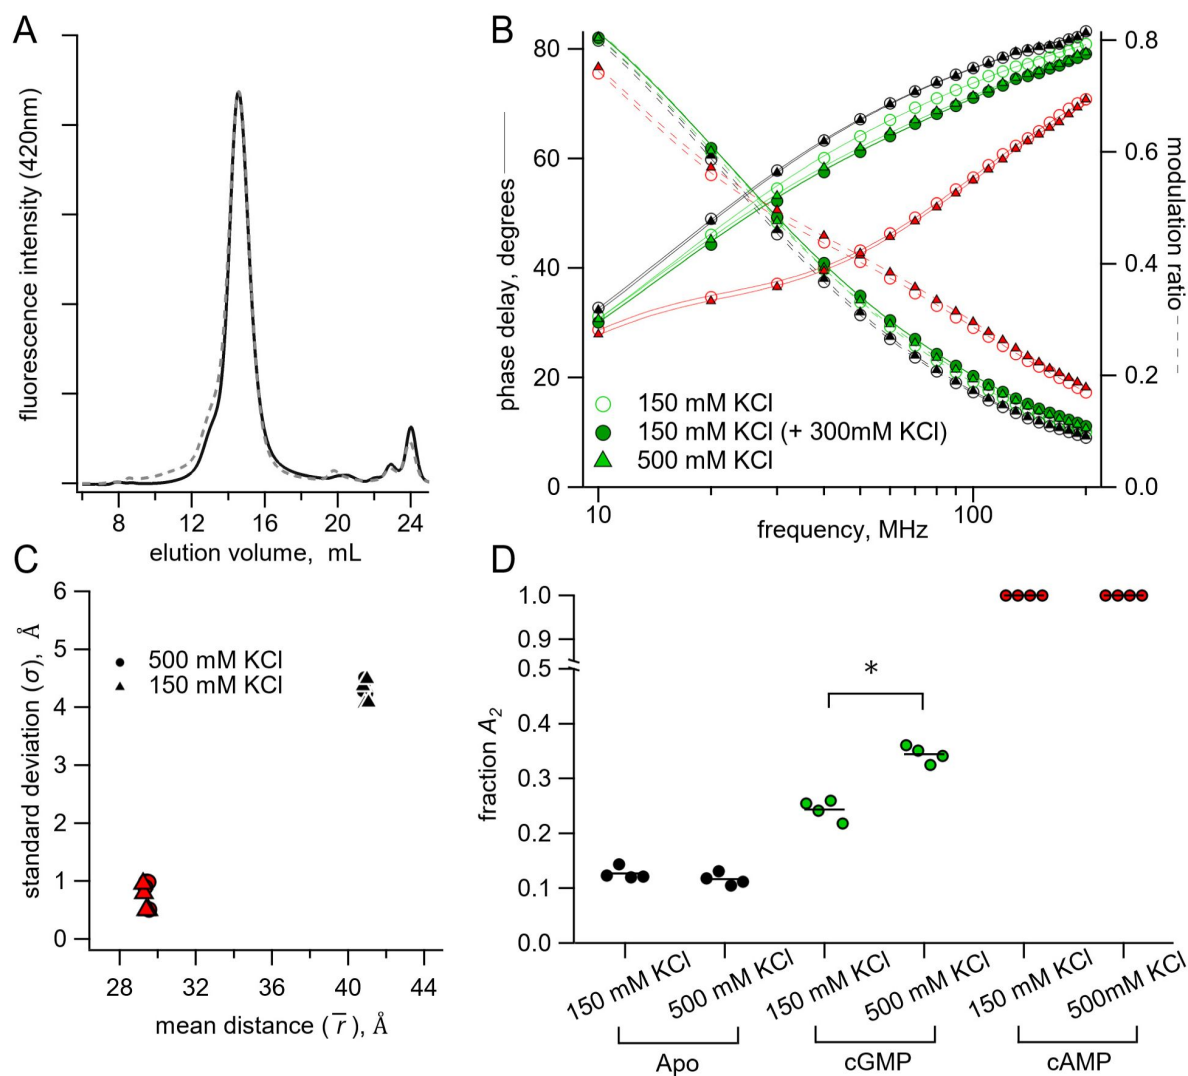 A
fluorescence intensity (420nm)
8 12 16 20 24
elution volume, mL
B
phase delay, degrees
80
60
40
20
0
0.8
0.6
0.4
0.2
0.0
modulation ratio
150 mM KCl
150 mM KCl (+ 300mM KCl)
500 mM KCl
10 100
frequency, MHz
C
standard deviation (σ), Å
6
5
4
3
2
1
0
500 mM KCl
150 mM KCl
28 32 36 40 44
mean distance (r̅), Å
D
fraction A₂
1.0
0.9
0.5
0.4
0.3
0.2
0.1
0.0
*
150 mM KCl
500 mM KCl
150 mM KCl
500 mM KCl
150 mM KCl
500mM KCl
Apo cGMP cAMP